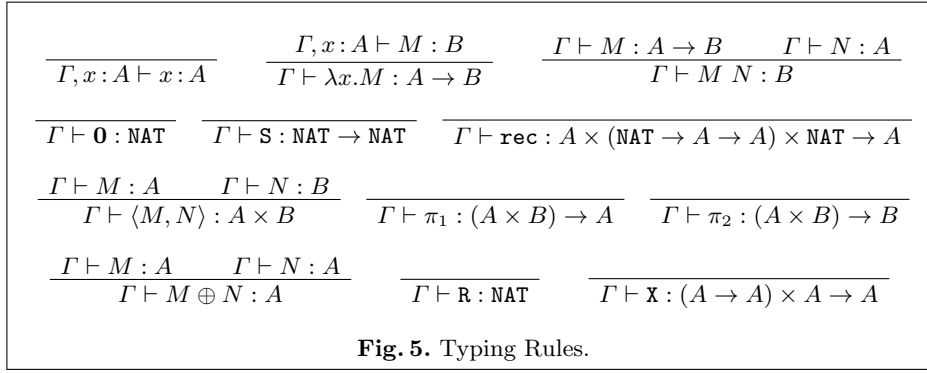 Γ, x : A ⊢ M : B    Γ ⊢ M : A → B    Γ ⊢ N : A
Γ, x : A ⊢ x : A    Γ ⊢ λx.M : A → B    Γ ⊢ M N : B
Γ ⊢ 0 : NAT    Γ ⊢ S : NAT → NAT    Γ ⊢ rec : A × (NAT → A → A) × NAT → A
Γ ⊢ M : A    Γ ⊢ N : B
Γ ⊢ ⟨M, N⟩ : A × B    Γ ⊢ π₁ : (A × B) → A    Γ ⊢ π₂ : (A × B) → B
Γ ⊢ M : A    Γ ⊢ N : A
Γ ⊢ M ⊕ N : A    Γ ⊢ R : NAT    Γ ⊢ X : (A → A) × A → A
Fig. 5. Typing Rules.